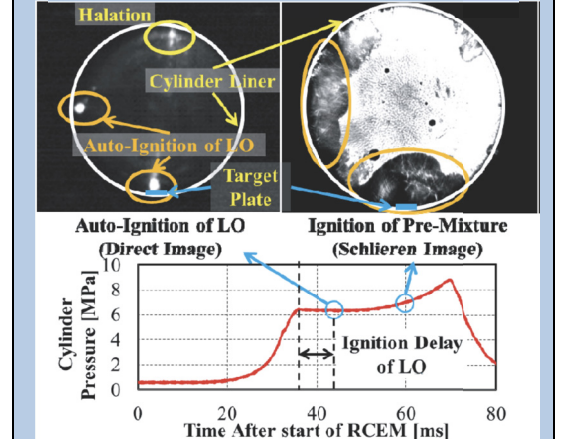 Halation
Cylinder Liner
Auto-Ignition of LO
Target
Plate
Auto-Ignition of LO
(Direct Image)
Ignition of Pre-Mixture
(Schlieren Image)
Cylinder
Pressure [MPa]
10
8
6
4
2
0
Ignition Delay
of LO
0 20 40 60 80
Time After start of RCEM [ms]